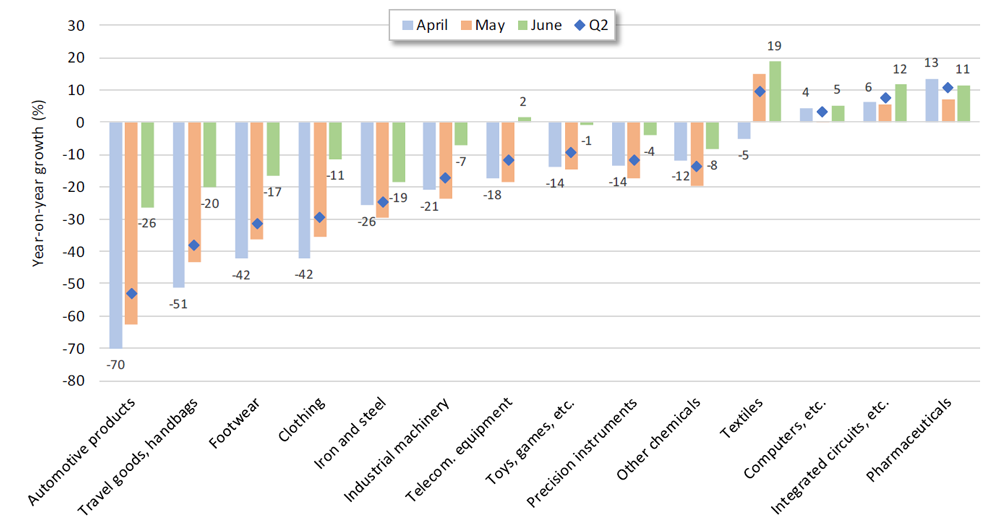 April May June Q2
Year-on-year growth (%)
30
20
10
0
-10
-20
-30
-40
-50
-60
-70
-80
-70
-26
-51
-20
-42
-17
-42
-11
-26
-19
-21
-7
-18
2
-14
-1
-14
-4
-12
-8
-5
19
4
5
6
12
13
11
Automotive products
Travel goods, handbags
Footwear
Clothing
Iron and steel
Industrial machinery
Telecom. equipment
Toys, games, etc.
Precision instruments
Other chemicals
Textiles
Computers, etc.
Integrated circuits, etc.
Pharmaceuticals